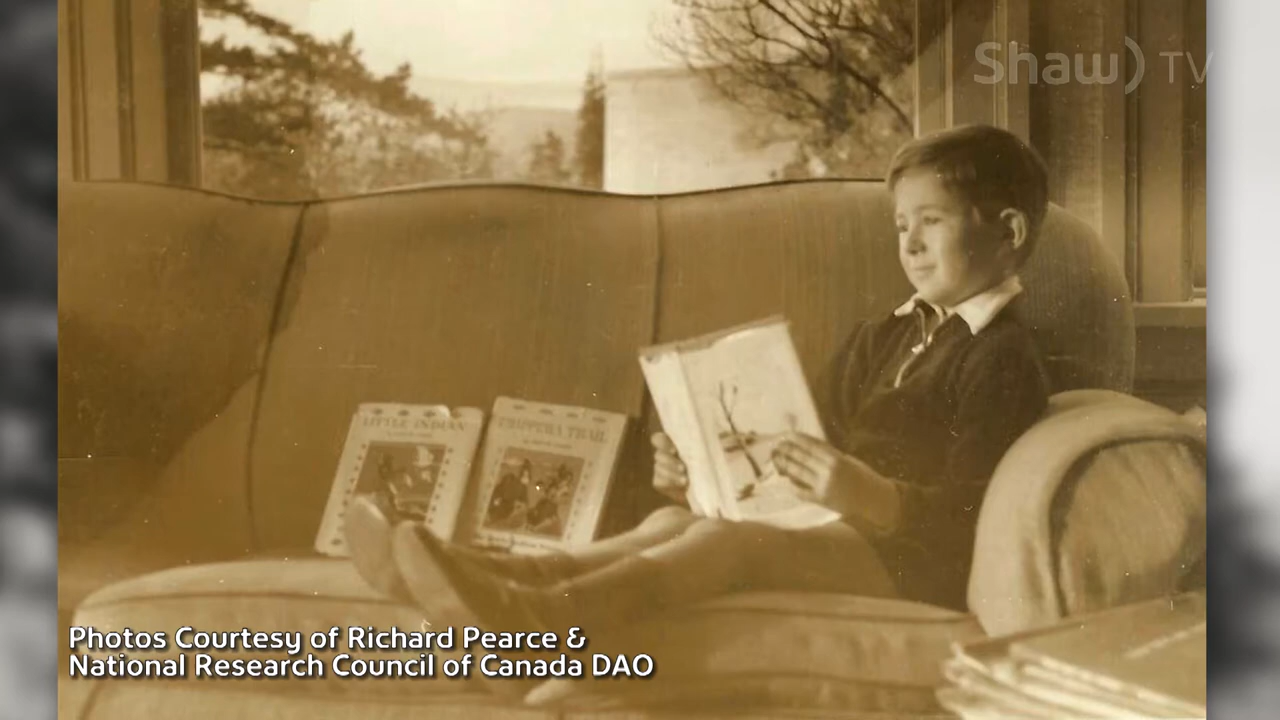 Shaw) TV
LITTLE INDIAN
CHIPPEWA TRAIL
Photos Courtesy of Richard Pearce &
National Research Council of Canada DAO